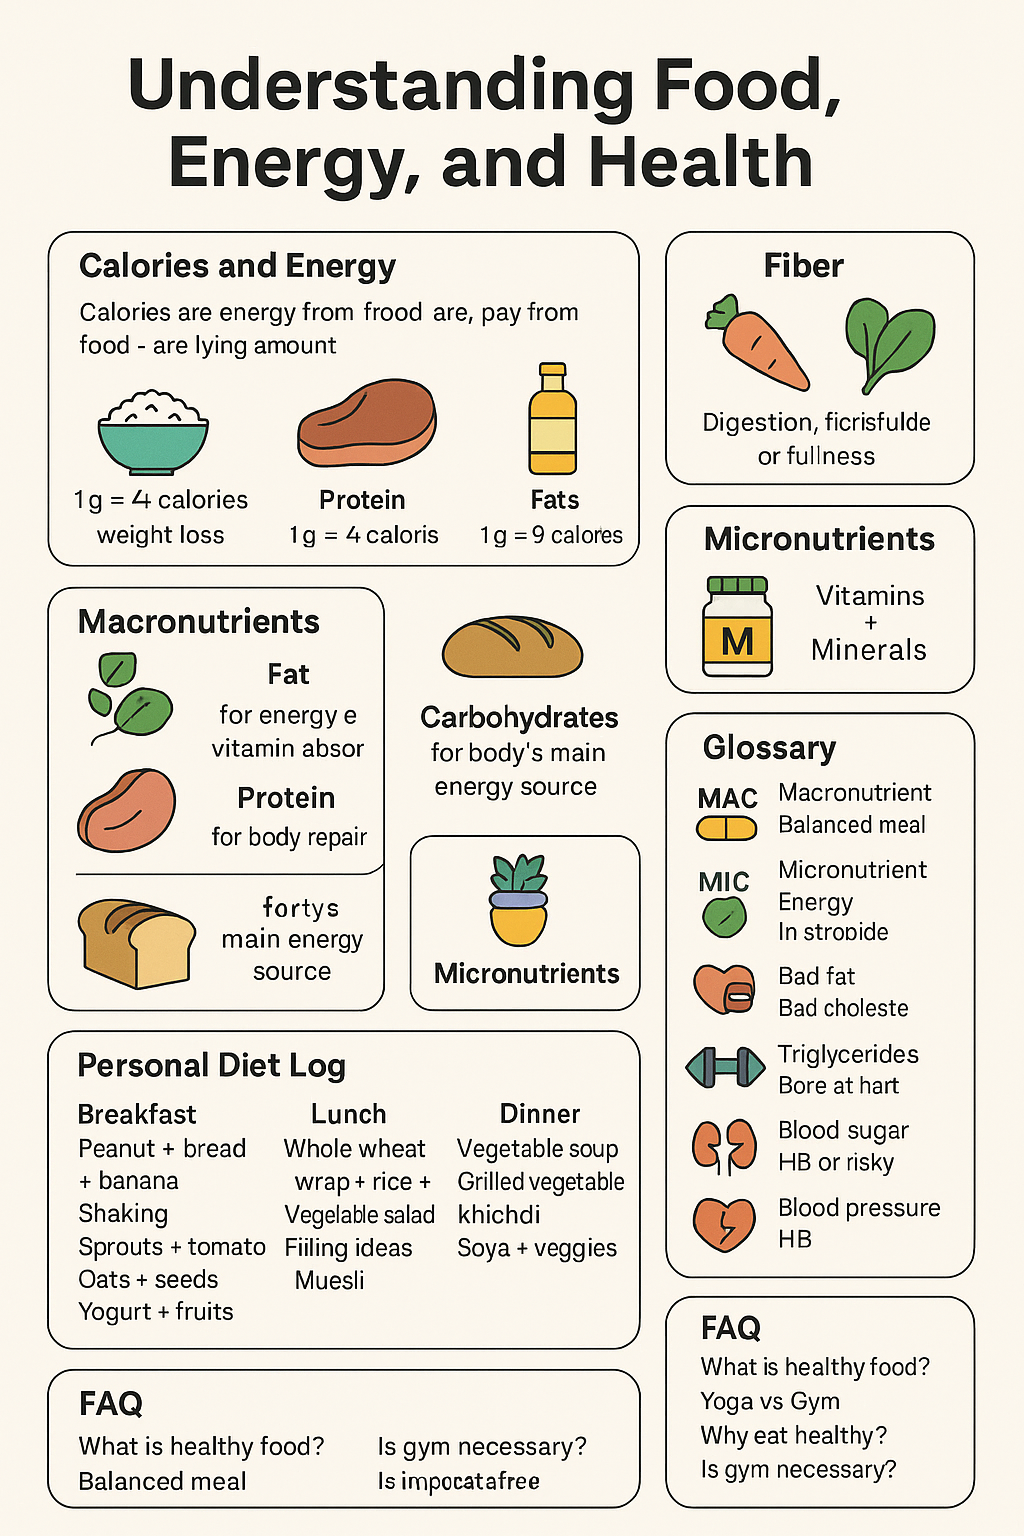 Understanding Food,
Energy, and Health
Calories and Energy
Calories are energy from frood are, pay from
food - are lying amount
1g = 4 calories
weight loss
Protein
1g = 4 caloris
Fats
1g = 9 calores
Fiber
Digestion, ficrisfulde
or fullness
Micronutrients
M
Vitamins
+
Minerals
Macronutrients
Fat
for energy e
vitamin absor
Protein
for body repair
fortys
main energy
source
Carbohydrates
for body's main
energy source
Micronutrients
Glossary
MAC
Macronutrient
Balanced meal
MIC
Micronutrient
Energy
In stropide
Bad fat
Bad choleste
Triglycerides
Bore at hart
Blood sugar
HB or risky
Blood pressure
HB
Personal Diet Log
Breakfast
Peanut + bread
+ banana
Shaking
Sprouts + tomato
Oats + seeds
Yogurt + fruits
Lunch
Whole wheat
wrap + rice +
Vegelable salad
Fiiling ideas
Muesli
Dinner
Vegetable soup
Grilled vegetable
khichdi
Soya + veggies
FAQ
What is healthy food?
Balanced meal
Is gym necessary?
Is impocatafree
FAQ
What is healthy food?
Yoga vs Gym
Why eat healthy?
Is gym necessary?